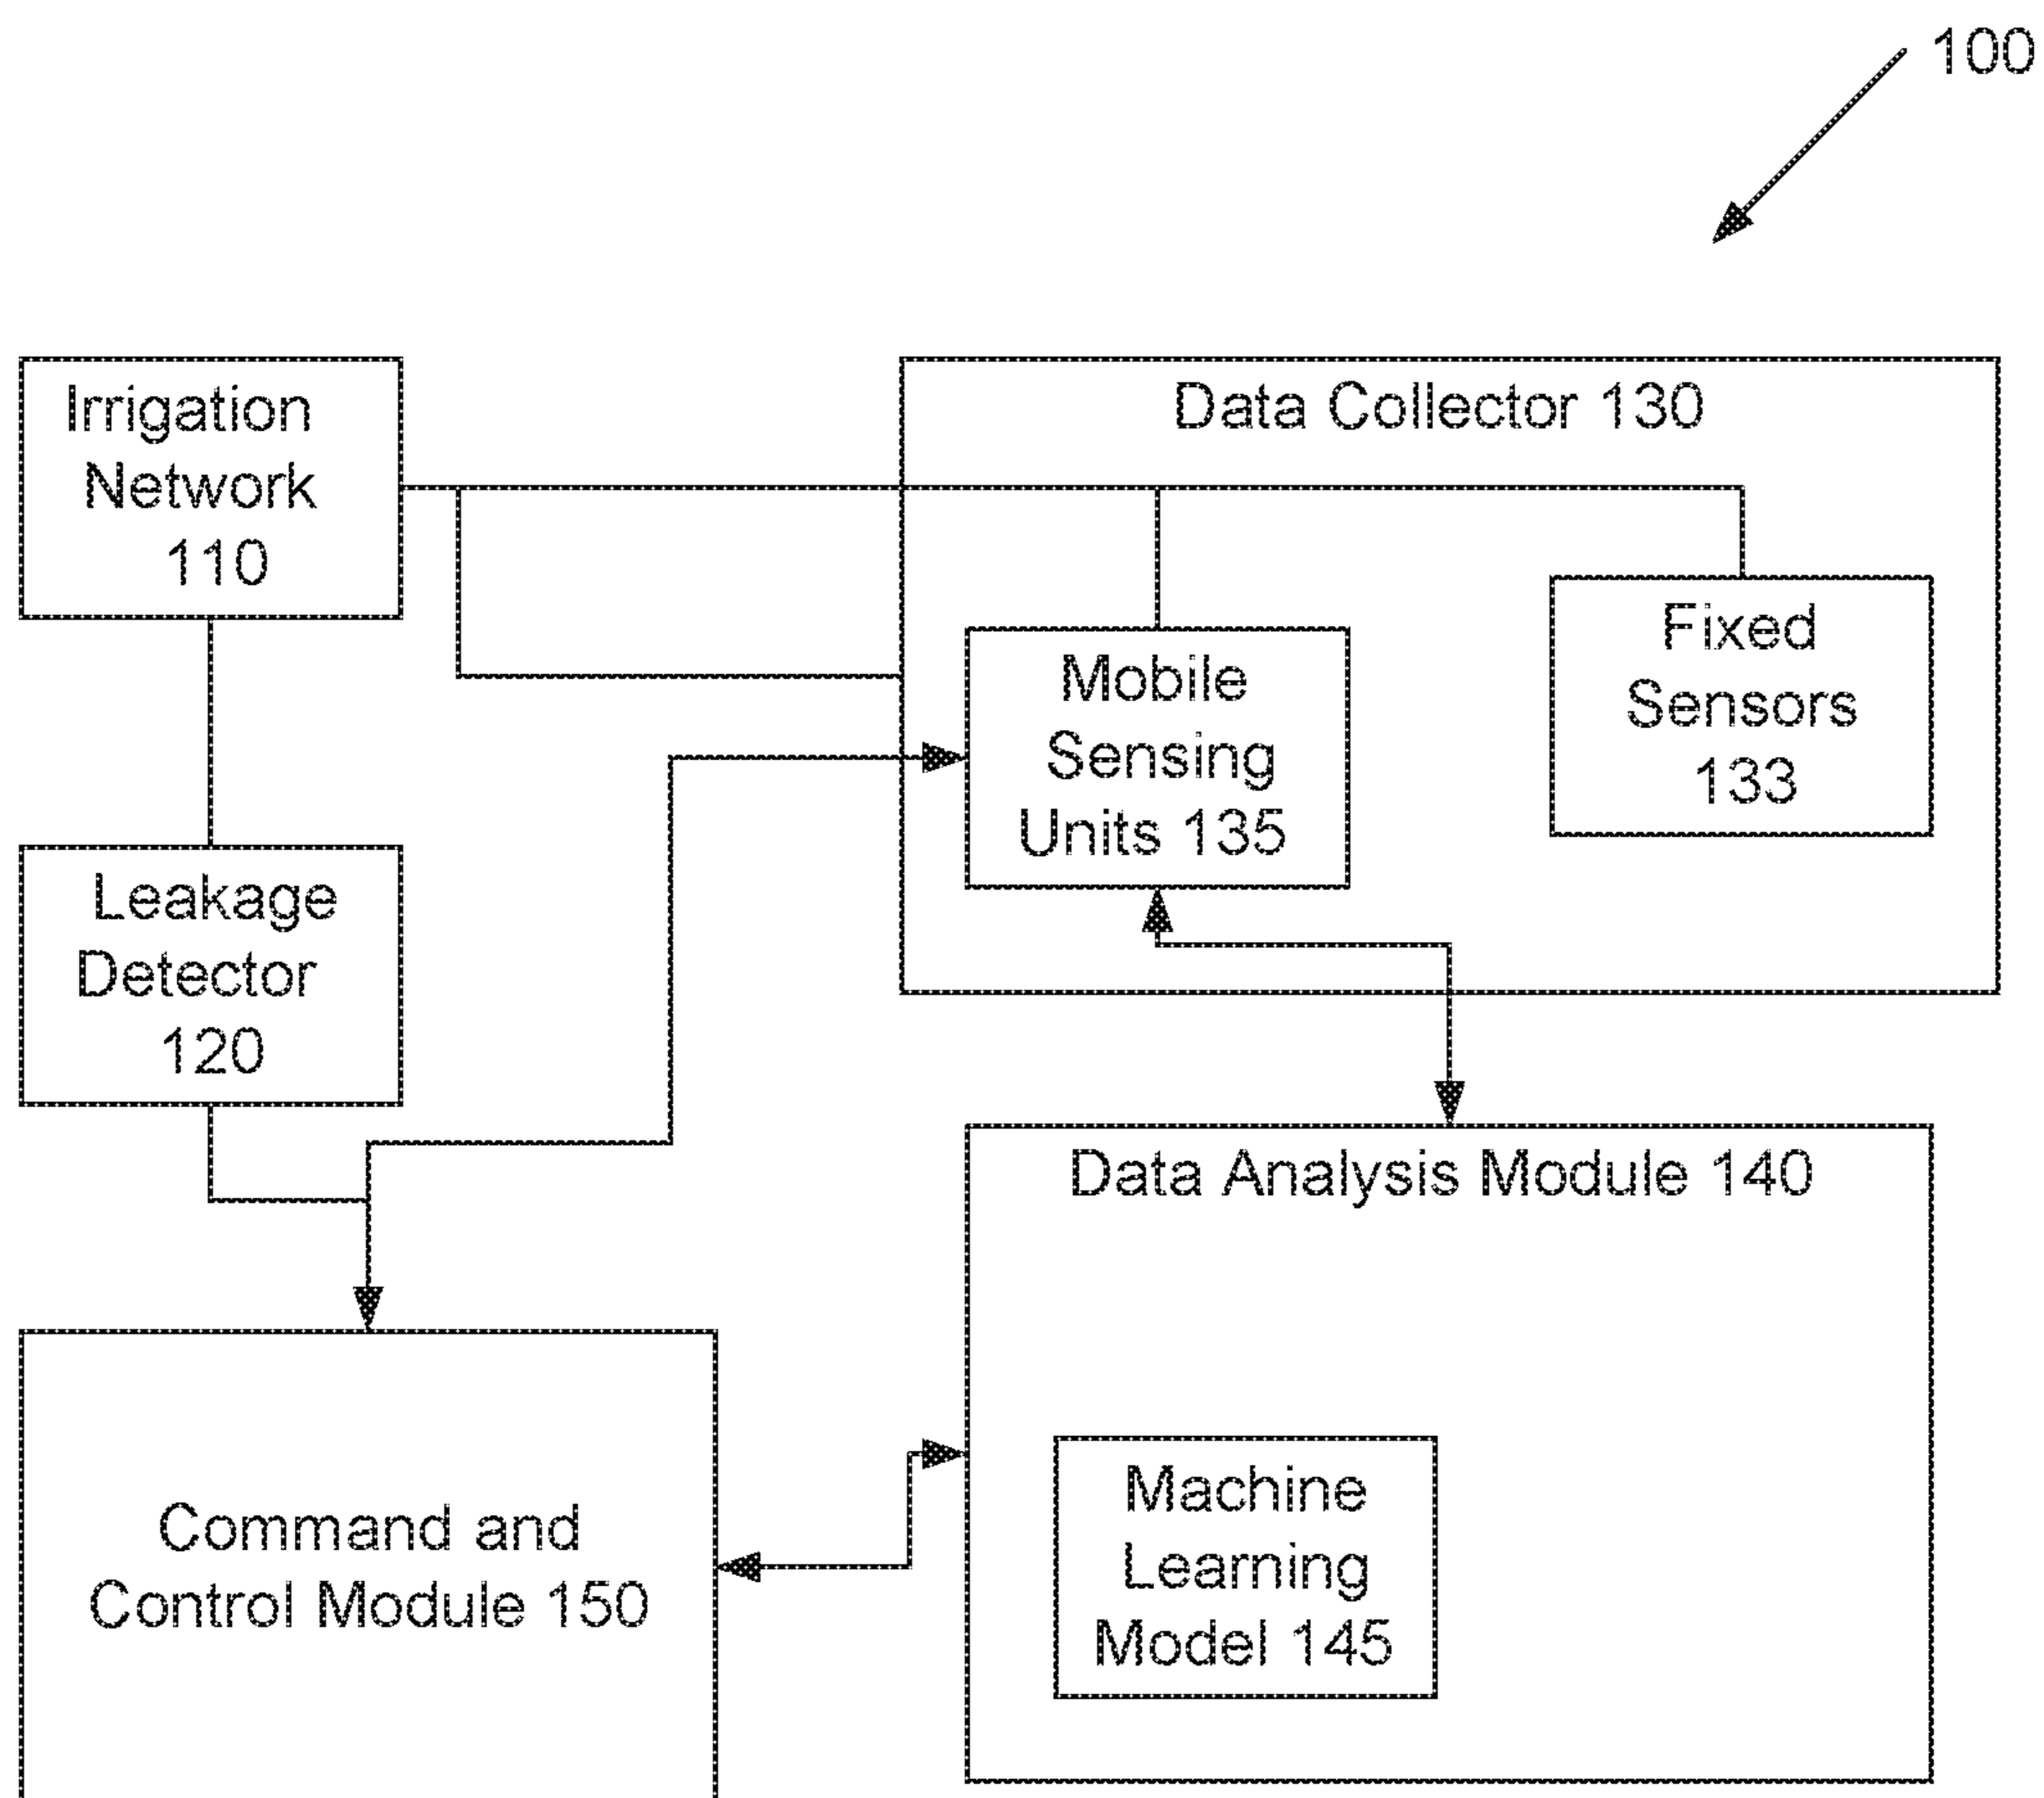 100
Irrigation
Network
110
Data Collector 130
Mobile
Sensing
Units 135
Fixed
Sensors
133
Leakage
Detector
120
Data Analysis Module 140
Machine
Learning
Model 145
Command and
Control Module 150